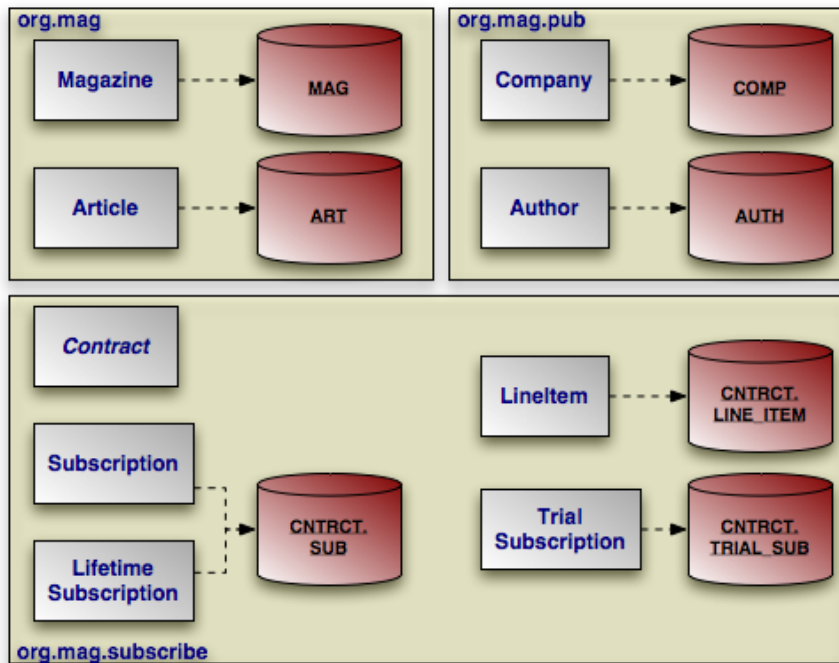 org.mag
Magazine
MAG
Article
ART
org.mag.pub
Company
COMP
Author
AUTH
Contract
Subscription
Lifetime
Subscription
CNTRCT.
SUB
LineItem
CNTRCT.
LINE_ITEM
Trial
Subscription
CNTRCT.
TRIAL_SUB
org.mag.subscribe